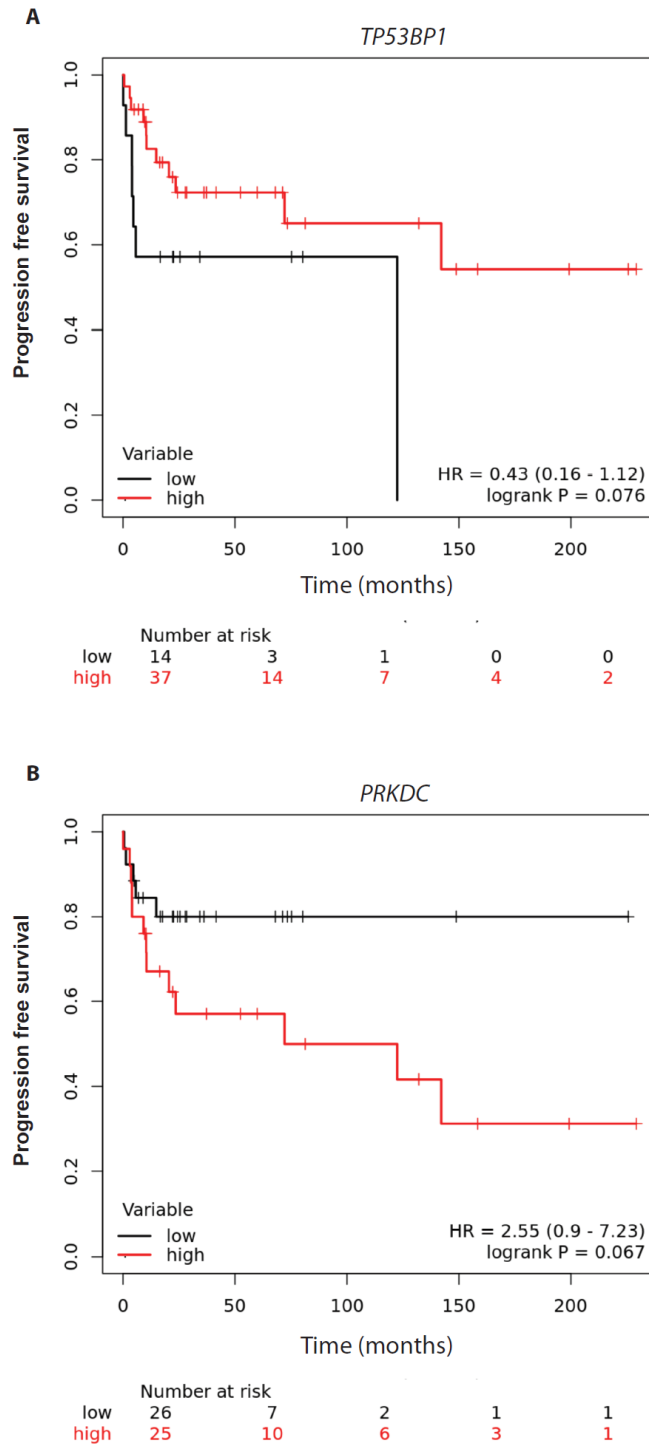 A
TP53BP1
Progression free survival
1.0
0.8
0.6
0.4
0.2
0.0
Variable
low
high
HR = 0.43 (0.16 - 1.12)
logrank P = 0.076
0 50 100 150 200
Time (months)
Number at risk
low 14 3 1 0 0
high 37 14 7 4 2
B
PRKDC
Progression free survival
1.0
0.8
0.6
0.4
0.2
0.0
Variable
low
high
HR = 2.55 (0.9 - 7.23)
logrank P = 0.067
0 50 100 150 200
Time (months)
Number at risk
low 26 7 2 1 1
high 25 10 6 3 1